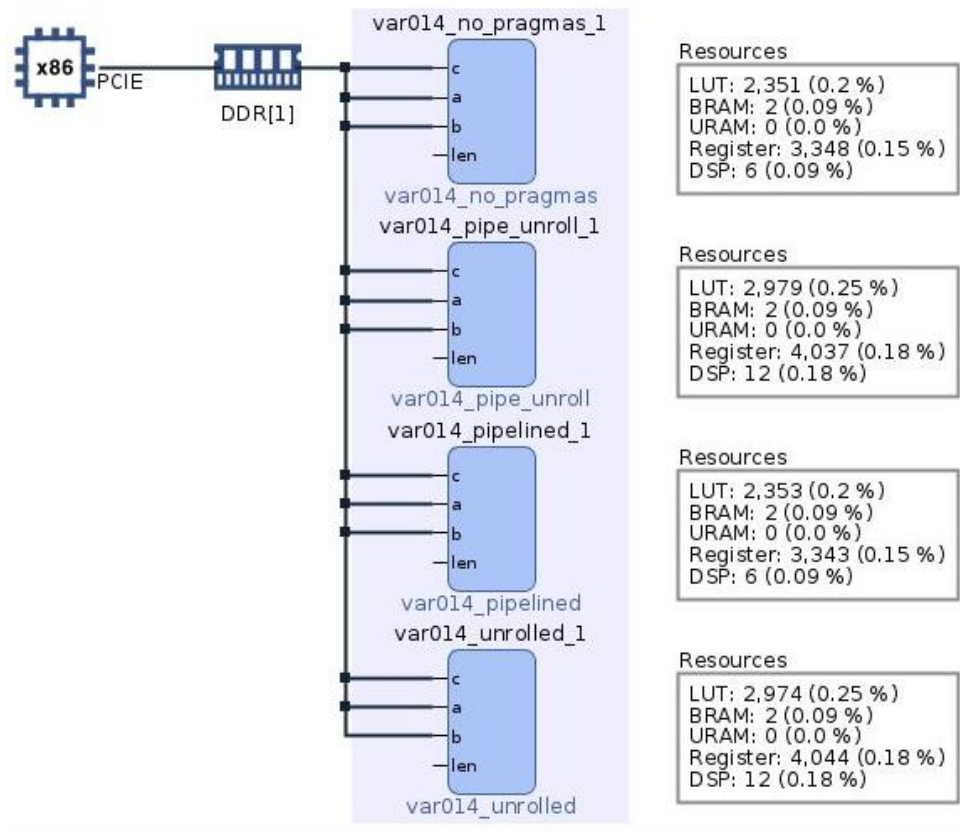 x86
PCIE
DDR[1]
var014_no_pragmas_1
c
a
b
len
var014_no_pragmas
Resources
LUT: 2,351 (0.2 %)
BRAM: 2 (0.09 %)
URAM: 0 (0.0 %)
Register: 3,348 (0.15 %)
DSP: 6 (0.09 %)
var014_pipe_unroll_1
c
a
b
len
var014_pipe_unroll
Resources
LUT: 2,979 (0.25 %)
BRAM: 2 (0.09 %)
URAM: 0 (0.0 %)
Register: 4,037 (0.18 %)
DSP: 12 (0.18 %)
var014_pipelined_1
c
a
b
len
var014_pipelined
Resources
LUT: 2,353 (0.2 %)
BRAM: 2 (0.09 %)
URAM: 0 (0.0 %)
Register: 3,343 (0.15 %)
DSP: 6 (0.09 %)
var014_unrolled_1
c
a
b
len
var014_unrolled
Resources
LUT: 2,974 (0.25 %)
BRAM: 2 (0.09 %)
URAM: 0 (0.0 %)
Register: 4,044 (0.18 %)
DSP: 12 (0.18 %)